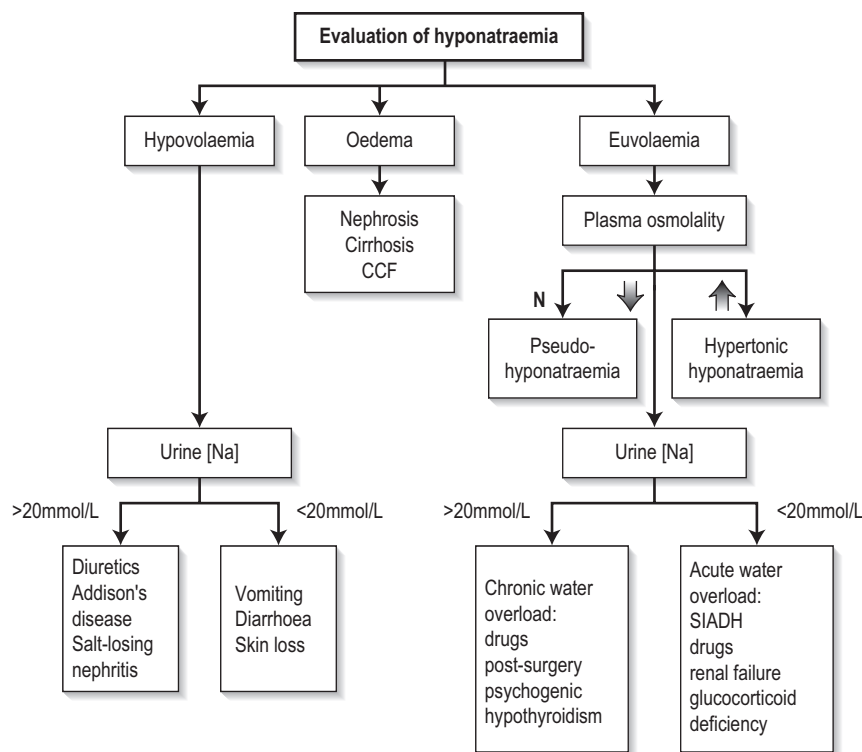 Evaluation of hyponatraemia
Hypovolaemia
Oedema
Euvolaemia
Nephrosis
Cirrhosis
CCF
Plasma osmolality
N
Pseudo-
hyponatraemia
Hypertonic
hyponatraemia
Urine [Na]
Urine [Na]
>20mmol/L
<20mmol/L
>20mmol/L
<20mmol/L
Diuretics
Addison's
disease
Salt-losing
nephritis
Vomiting
Diarrhoea
Skin loss
Chronic water
overload:
drugs
post-surgery
psychogenic
hypothyroidism
Acute water
overload:
SIADH
drugs
renal failure
glucocorticoid
deficiency